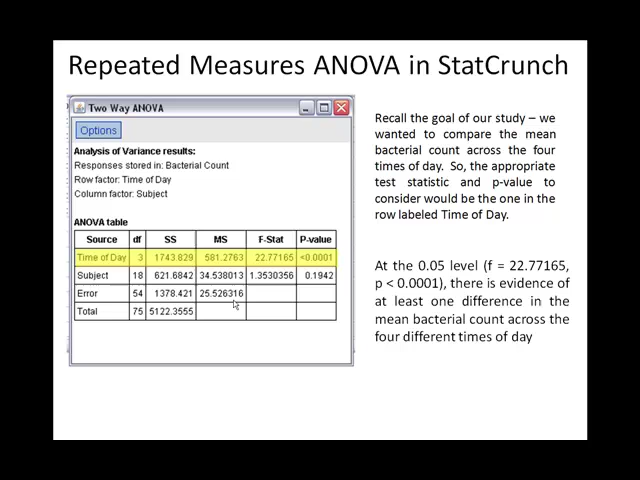 Repeated Measures ANOVA in StatCrunch
Two Way ANOVA
Options
Analysis of Variance results:
Responses stored in: Bacterial Count
Row factor: Time of Day
Column factor: Subject
ANOVA table
Source df SS MS F-Stat P-value
Time of Day 3 1743.829 581.2763 22.77165 <0.0001
Subject 18 621.6842 34.538013 1.3530356 0.1942
Error 54 1378.421 25.526316
Total 75 5122.3555
Recall the goal of our study – we
wanted to compare the mean
bacterial count across the four
times of day. So, the appropriate
test statistic and p-value to
consider would be the one in the
row labeled Time of Day.
At the 0.05 level (f = 22.77165,
p < 0.0001), there is evidence of
at least one difference in the
mean bacterial count across the
four different times of day